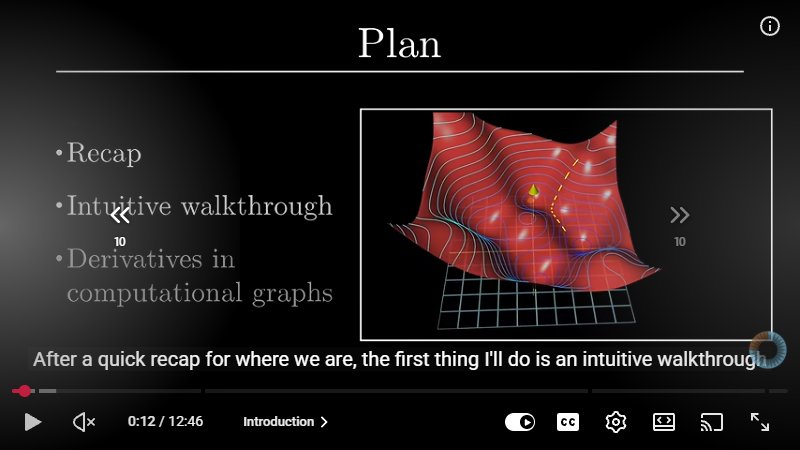 Plan
•Recap
•Intuitive walkthrough
•Derivatives in
computational graphs
10
10
After a quick recap for where we are, the first thing I'll do is an intuitive walkthrough
0:12 / 12:46
Introduction
CC